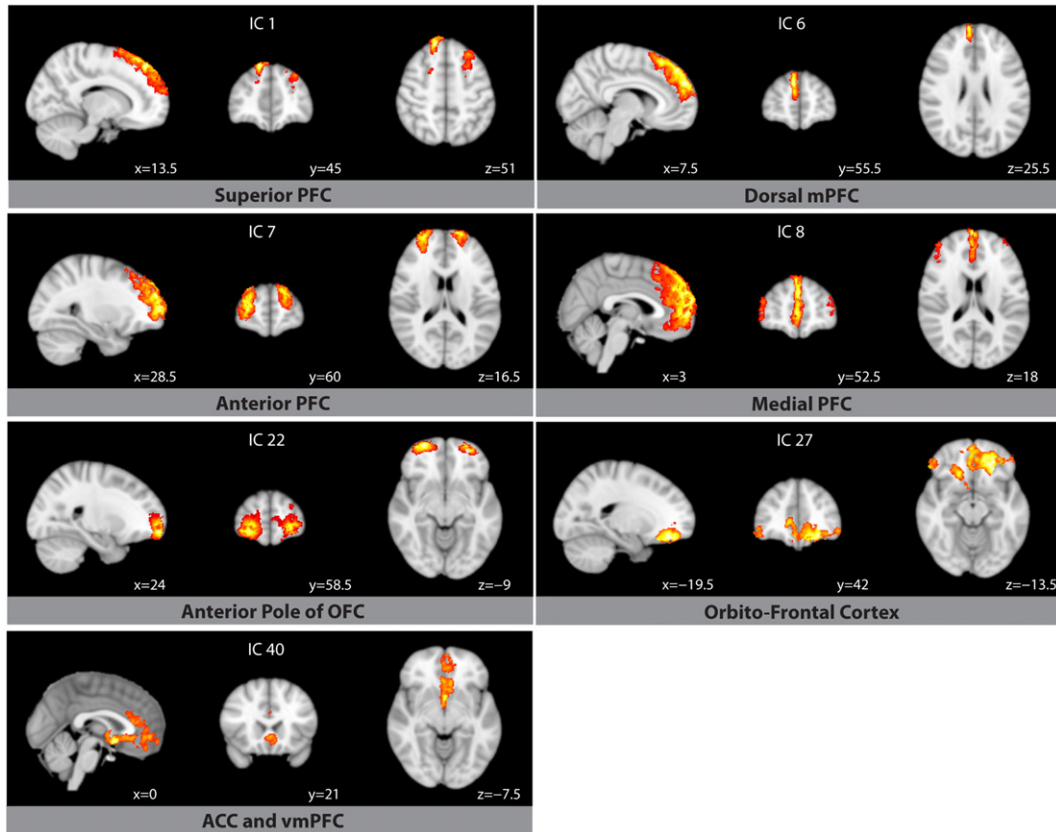 IC 1
x=13.5 y=45 z=51
Superior PFC
IC 6
x=7.5 y=55.5 z=25.5
Dorsal mPFC
IC 7
x=28.5 y=60 z=16.5
Anterior PFC
IC 8
x=3 y=52.5 z=18
Medial PFC
IC 22
x=24 y=58.5 z=−9
Anterior Pole of OFC
IC 27
x=−19.5 y=42 z=−13.5
Orbito-Frontal Cortex
IC 40
x=0 y=21 z=−7.5
ACC and vmPFC